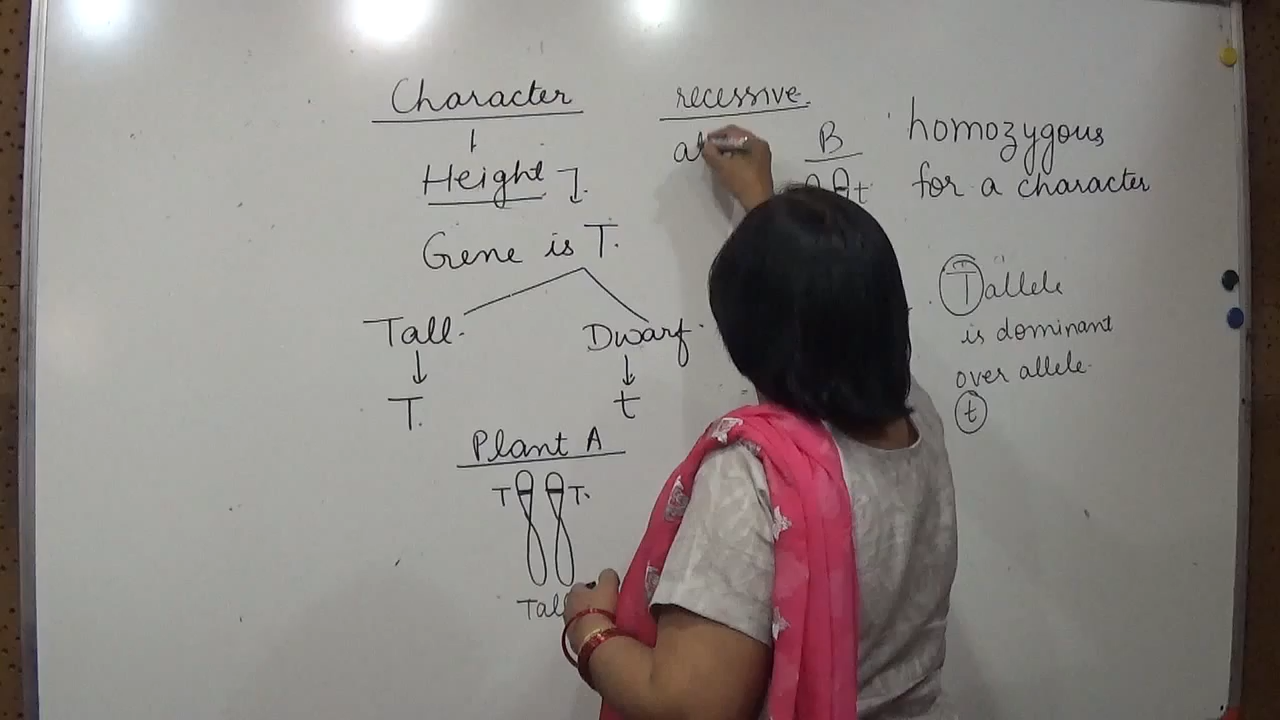 Character
Height
Gene is T.
Tall. Dwarf.
T. t
Plant A
T T.
recessive.
B
t.
homozygous
for a character
T allele
is dominant
over allele.
t